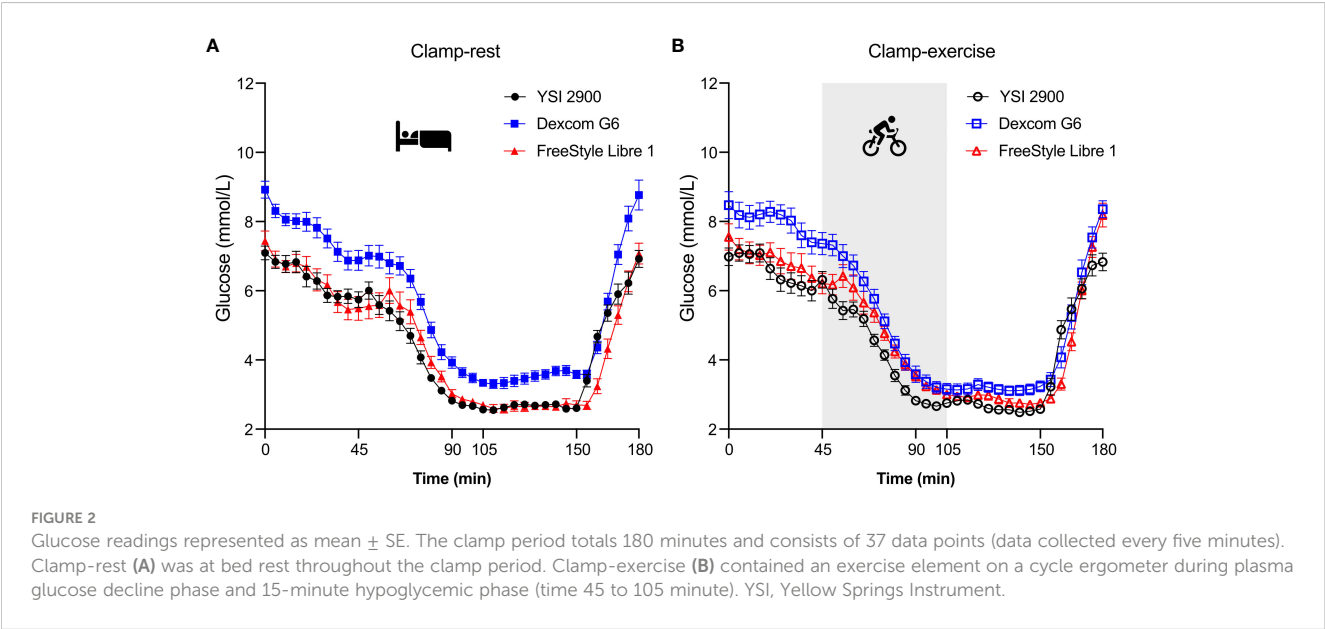 A
Clamp-rest
12
10
8
6
4
2
Glucose (mmol/L)
YSI 2900
Dexcom G6
FreeStyle Libre 1
0 45 90 105 150 180
Time (min)
B
Clamp-exercise
12
10
8
6
4
2
Glucose (mmol/L)
YSI 2900
Dexcom G6
FreeStyle Libre 1
0 45 90 105 150 180
Time (min)
FIGURE 2
Glucose readings represented as mean ± SE. The clamp period totals 180 minutes and consists of 37 data points (data collected every five minutes).
Clamp-rest (A) was at bed rest throughout the clamp period. Clamp-exercise (B) contained an exercise element on a cycle ergometer during plasma
glucose decline phase and 15-minute hypoglycemic phase (time 45 to 105 minute). YSI, Yellow Springs Instrument.